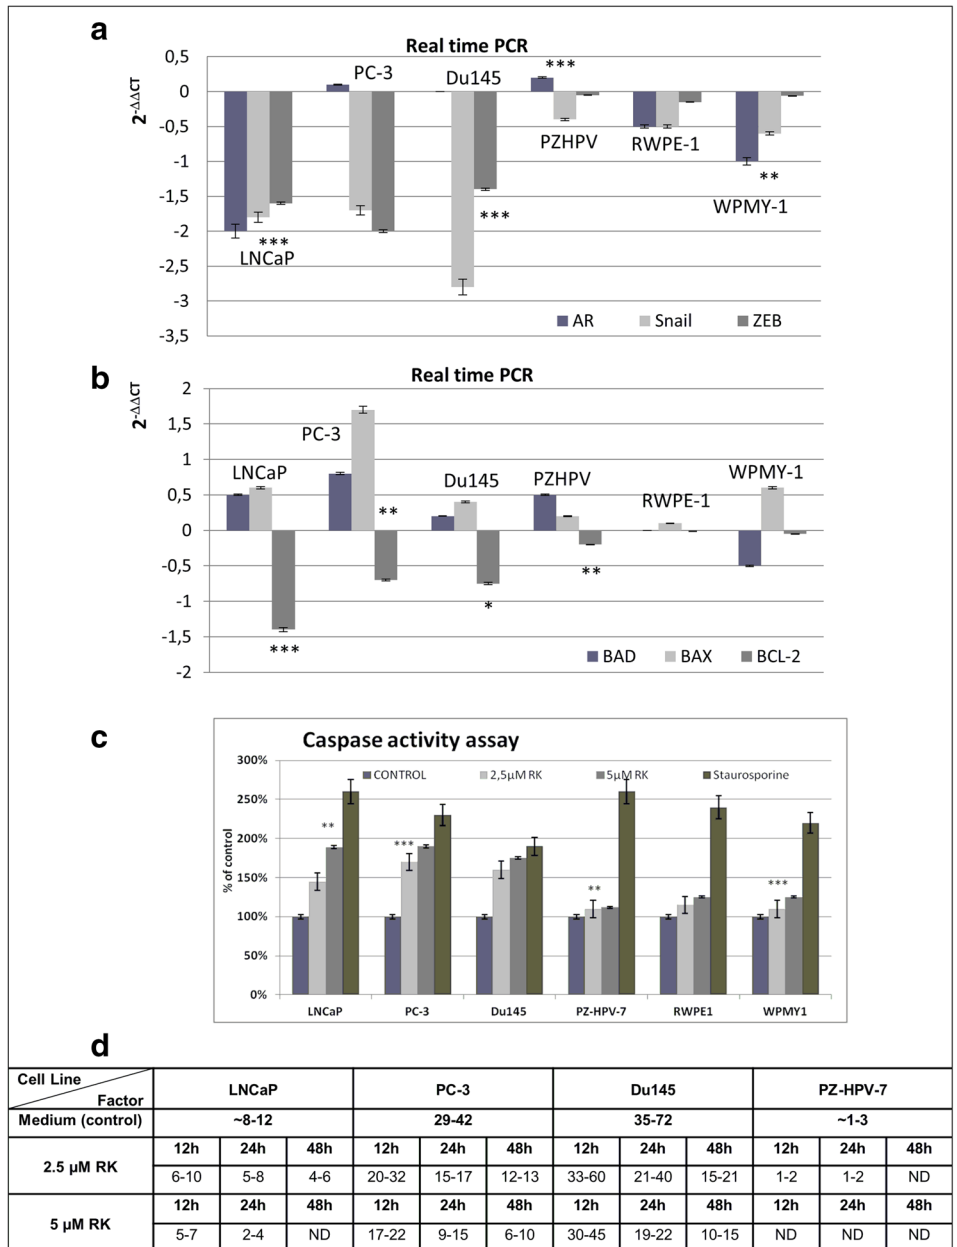 a
Real time PCR
2-ΔΔCT
0,5
0
-0,5
-1
-1,5
-2
-2,5
-3
-3,5
PC-3
Du145
***
PZHPV
RWPE-1
**
WPMY-1
***
***
LNCaP
AR Snail ZEB
b
Real time PCR
2-ΔΔCT
2
1,5
1
0,5
0
-0,5
-1
-1,5
-2
PC-3
LNCaP
Du145
PZHPV
RWPE-1
WPMY-1
**
**
*
***
BAD BAX BCL-2
c
Caspase activity assay
% of control
300%
250%
200%
150%
100%
50%
0%
CONTROL 2,5µM RK 5µM RK Staurosporine
**
***
**
***
LNCaP PC-3 Du145 PZ-HPV-7 RWPE1 WPMY1
d
Cell Line Factor LNCaP PC-3 Du145 PZ-HPV-7
Medium (control) ~8-12 29-42 35-72 ~1-3
2.5 µM RK 12h 24h 48h 12h 24h 48h 12h 24h 48h 12h 24h 48h
6-10 5-8 4-6 20-32 15-17 12-13 33-60 21-40 15-21 1-2 1-2 ND
5 µM RK 12h 24h 48h 12h 24h 48h 12h 24h 48h 12h 24h 48h
5-7 2-4 ND 17-22 9-15 6-10 30-45 19-22 10-15 ND ND ND